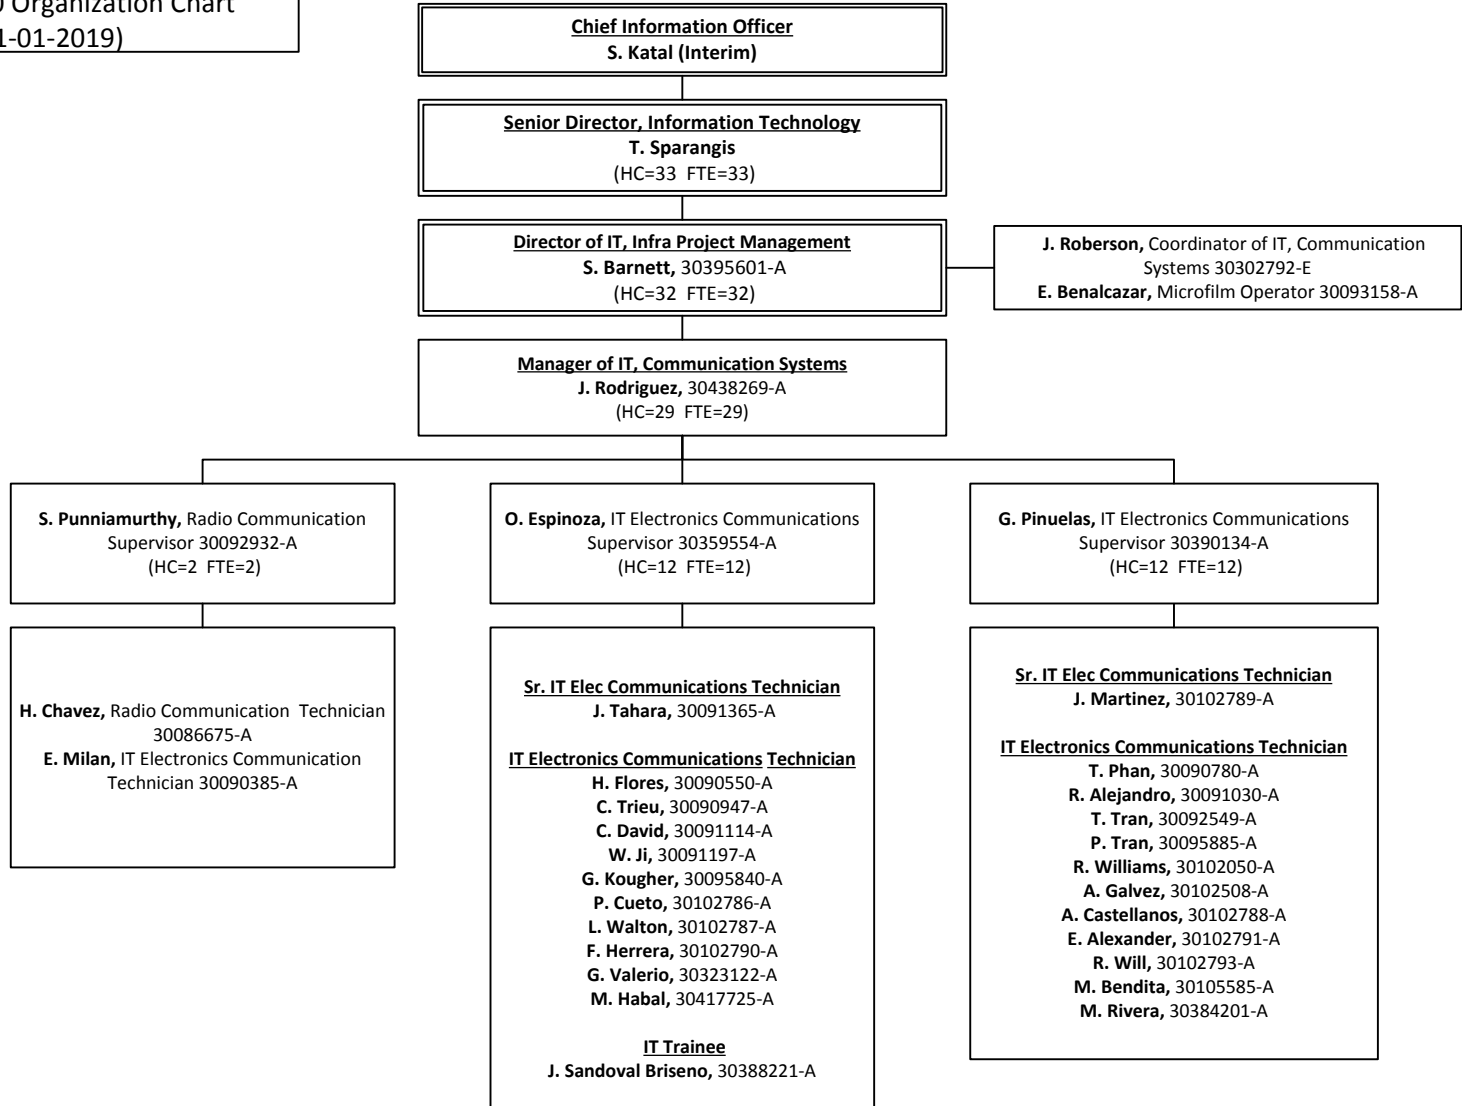 Organization Chart
1-01-2019)
Chief Information Officer
S. Katal (Interim)
Senior Director, Information Technology
T. Sparangis
(HC=33 FTE=33)
Director of IT, Infra Project Management
S. Barnett, 30395601-A
(HC=32 FTE=32)
J. Roberson, Coordinator of IT, Communication
Systems 30302792-E
E. Benalcazar, Microfilm Operator 30093158-A
Manager of IT, Communication Systems
J. Rodriguez, 30438269-A
(HC=29 FTE=29)
S. Punniamurthy, Radio Communication
Supervisor 30092932-A
(HC=2 FTE=2)
O. Espinoza, IT Electronics Communications
Supervisor 30359554-A
(HC=12 FTE=12)
G. Pinuelas, IT Electronics Communications
Supervisor 30390134-A
(HC=12 FTE=12)
H. Chavez, Radio Communication Technician
30086675-A
E. Milan, IT Electronics Communication
Technician 30090385-A
Sr. IT Elec Communications Technician
J. Tahara, 30091365-A
IT Electronics Communications Technician
H. Flores, 30090550-A
C. Trieu, 30090947-A
C. David, 30091114-A
W. Ji, 30091197-A
G. Kougher, 30095840-A
P. Cueto, 30102786-A
L. Walton, 30102787-A
F. Herrera, 30102790-A
G. Valerio, 30323122-A
M. Habal, 30417725-A
IT Trainee
J. Sandoval Briseno, 30388221-A
Sr. IT Elec Communications Technician
J. Martinez, 30102789-A
IT Electronics Communications Technician
T. Phan, 30090780-A
R. Alejandro, 30091030-A
T. Tran, 30092549-A
P. Tran, 30095885-A
R. Williams, 30102050-A
A. Galvez, 30102508-A
A. Castellanos, 30102788-A
E. Alexander, 30102791-A
R. Will, 30102793-A
M. Bendita, 30105585-A
M. Rivera, 30384201-A